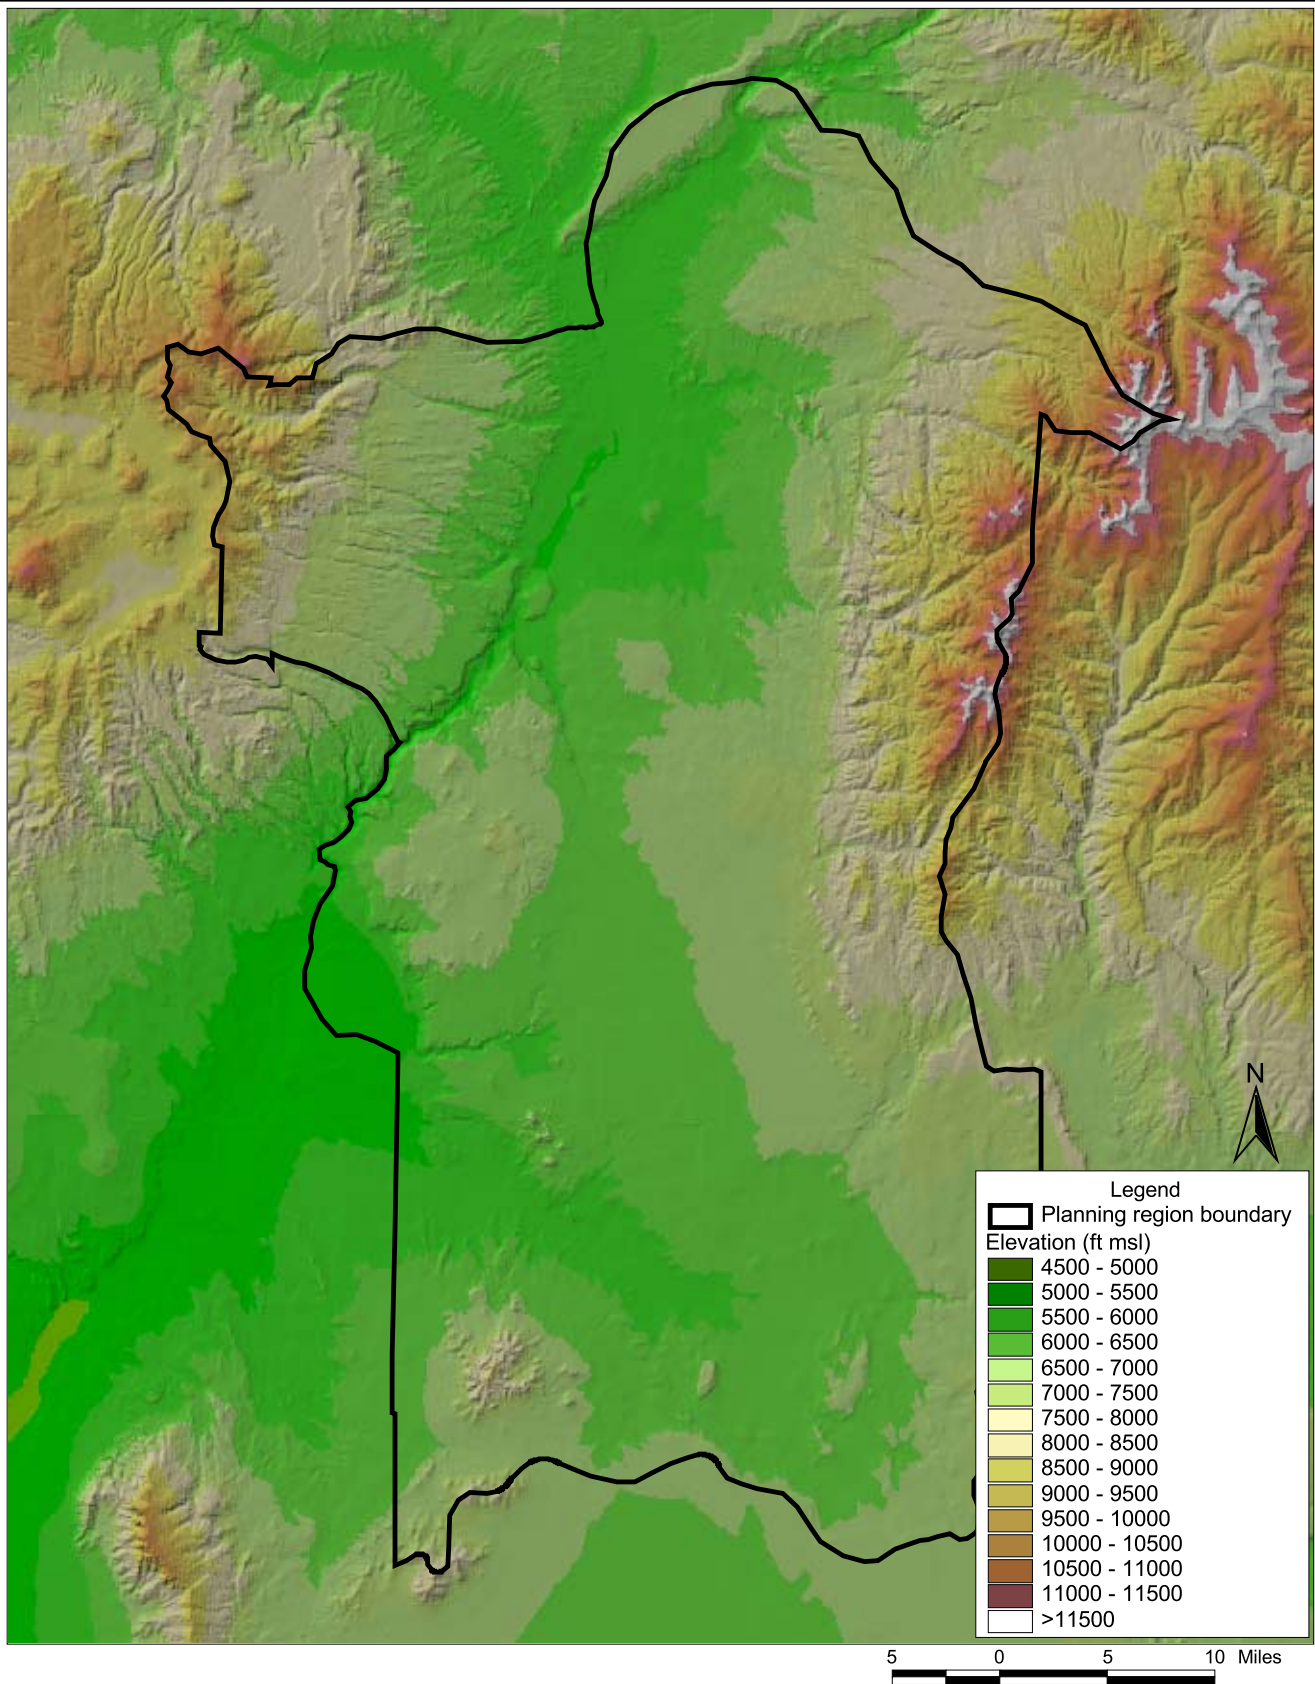 N
Legend
Planning region boundary
Elevation (ft msl)
4500 - 5000
5000 - 5500
5500 - 6000
6000 - 6500
6500 - 7000
7000 - 7500
7500 - 8000
8000 - 8500
8500 - 9000
9000 - 9500
9500 - 10000
10000 - 10500
10500 - 11000
11000 - 11500
>11500
5 0 5 10 Miles